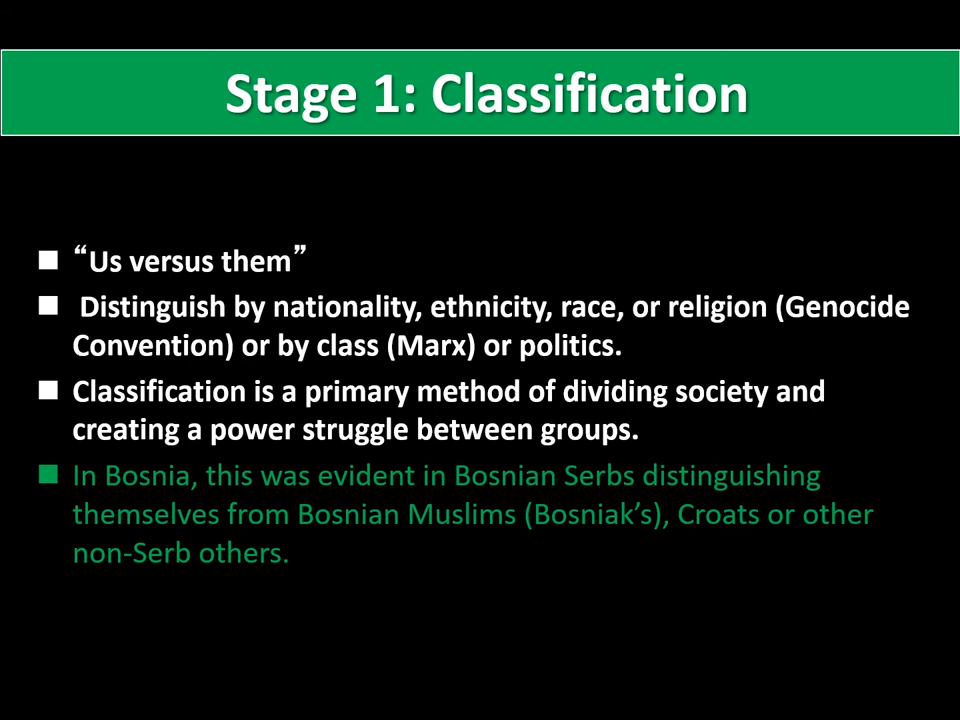 Stage 1: Classification
“Us versus them”
Distinguish by nationality, ethnicity, race, or religion (Genocide
Convention) or by class (Marx) or politics.
Classification is a primary method of dividing society and
creating a power struggle between groups.
In Bosnia, this was evident in Bosnian Serbs distinguishing
themselves from Bosnian Muslims (Bosniak’s), Croats or other
non-Serb others.